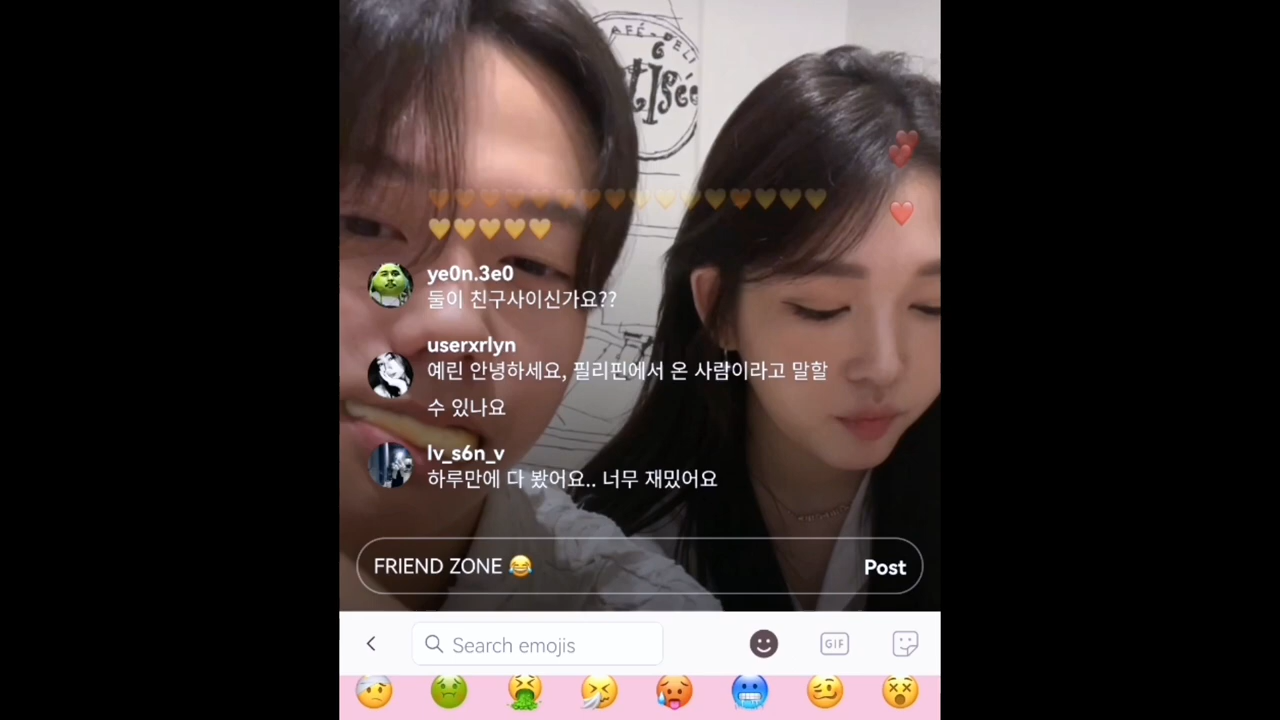 CAFÉ-DELI
ye0n.3e0
둘이 친구사이신가요??
userxrlyn
예린 안녕하세요, 필리핀에서 온 사람이라고 말할
수 있나요
lv_s6n_v
하루만에 다 봤어요.. 너무 재밌어요
FRIEND ZONE 😂
Post
Search emojis
GIF